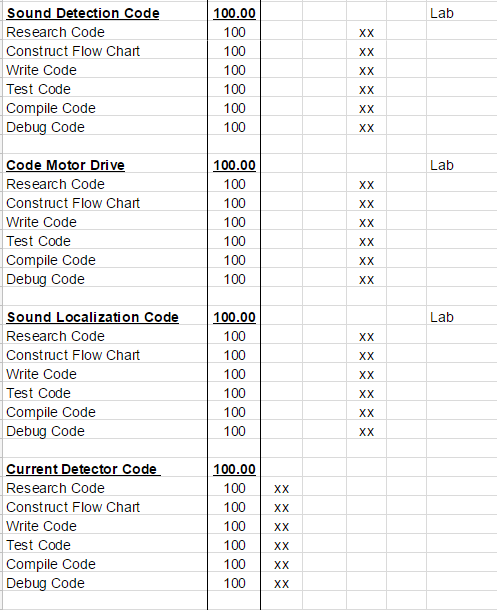 Sound Detection Code 100.00 Lab
Research Code 100 xx
Construct Flow Chart 100 xx
Write Code 100 xx
Test Code 100 xx
Compile Code 100 xx
Debug Code 100 xx
Code Motor Drive 100.00 Lab
Research Code 100 xx
Construct Flow Chart 100 xx
Write Code 100 xx
Test Code 100 xx
Compile Code 100 xx
Debug Code 100 xx
Sound Localization Code 100.00 Lab
Research Code 100 xx
Construct Flow Chart 100 xx
Write Code 100 xx
Test Code 100 xx
Compile Code 100 xx
Debug Code 100 xx
Current Detector Code 100.00
Research Code 100 xx
Construct Flow Chart 100 xx
Write Code 100 xx
Test Code 100 xx
Compile Code 100 xx
Debug Code 100 xx